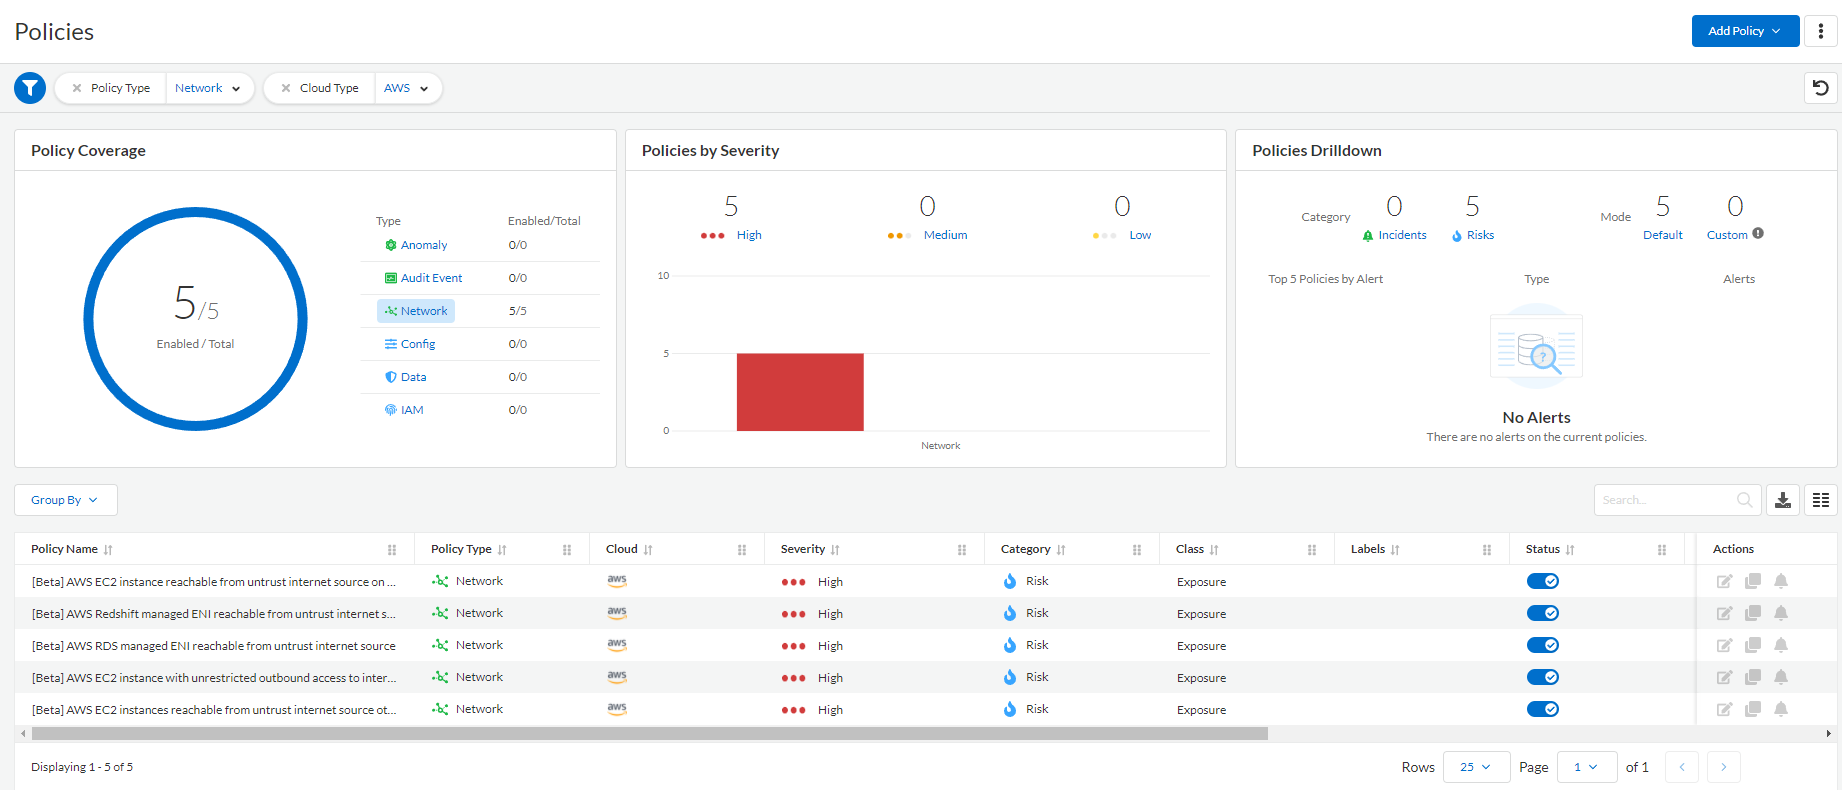 Policies
Add Policy
Policy Type Network
Cloud Type AWS
Policy Coverage
5/5
Enabled / Total
Type Enabled/Total
Anomaly 0/0
Audit Event 0/0
Network 5/5
Config 0/0
Data 0/0
IAM 0/0
Policies by Severity
5 0 0
High Medium Low
10
5
0
Network
Policies Drilldown
Category 0 Incidents 5 Risks
Mode 5 Default 0 Custom
Top 5 Policies by Alert Type Alerts
?
No Alerts
There are no alerts on the current policies.
Group By
Search...
Policy Name Policy Type Cloud Severity Category Class Labels Status Actions
[Beta] AWS EC2 instance reachable from untrust internet source on ... Network aws High Risk Exposure
[Beta] AWS Redshift managed ENI reachable from untrust internet s... Network aws High Risk Exposure
[Beta] AWS RDS managed ENI reachable from untrust internet source Network aws High Risk Exposure
[Beta] AWS EC2 instance with unrestricted outbound access to inter... Network aws High Risk Exposure
[Beta] AWS EC2 instances reachable from untrust internet source ot... Network aws High Risk Exposure
Displaying 1 - 5 of 5
Rows 25 Page 1 of 1